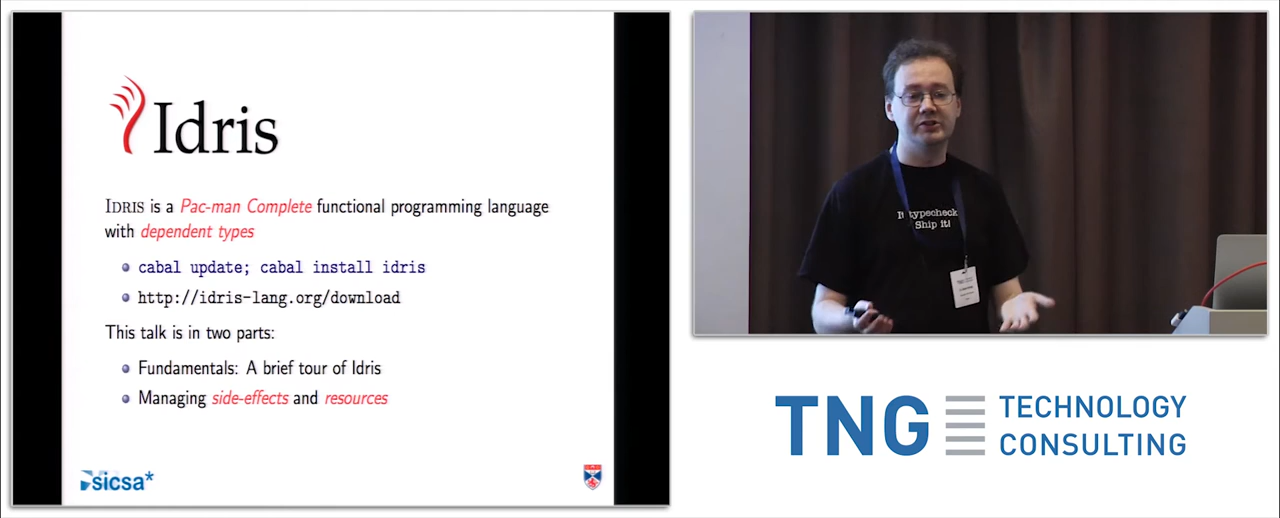 Idris
IDRIS is a Pac-man Complete functional programming language
with dependent types
cabal update; cabal install idris
http://idris-lang.org/download
This talk is in two parts:
Fundamentals: A brief tour of Idris
Managing side-effects and resources
sicsa*
It typecheck
Ship it!
TNG TECHNOLOGY
CONSULTING